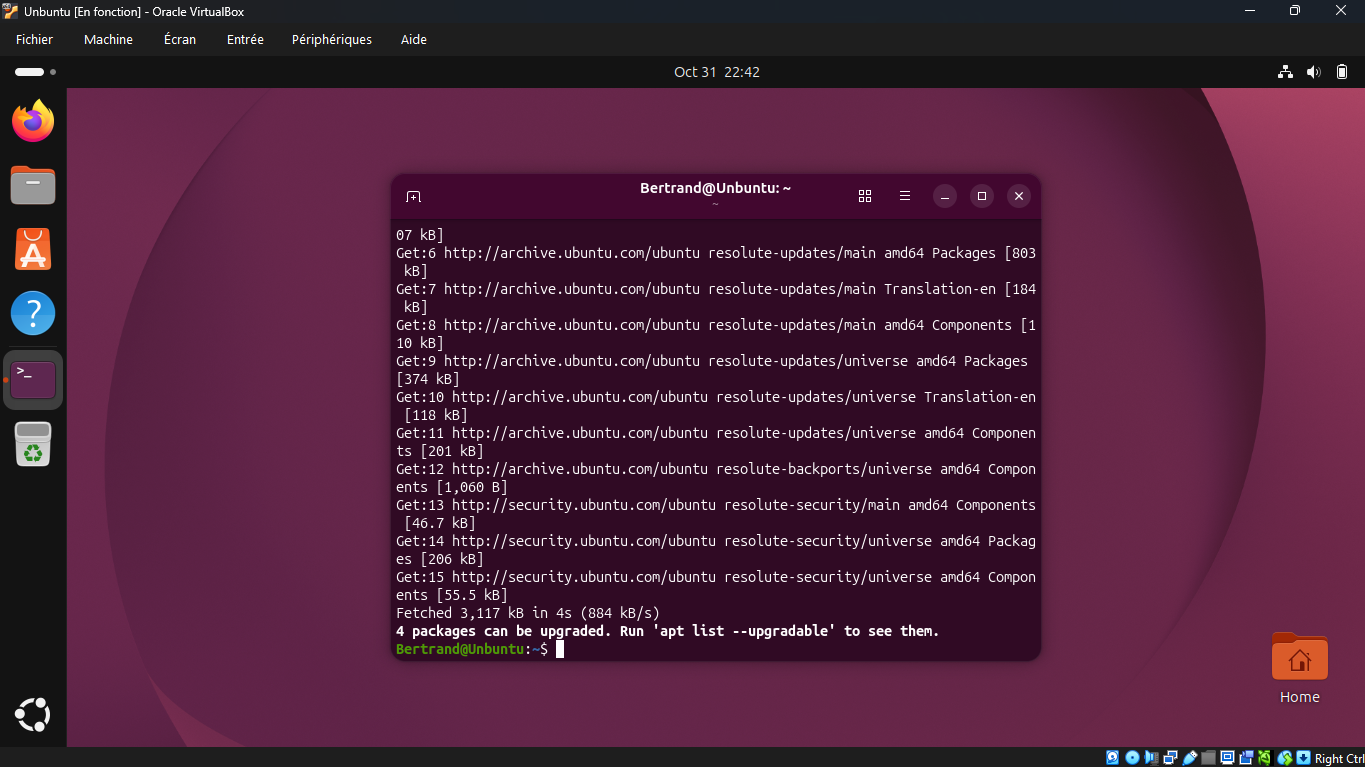 Unbuntu [En fonction] - Oracle VirtualBox
Fichier Machine Écran Entrée Périphériques Aide
Oct 31 22:42
Bertrand@Unbuntu: ~
~
07 kB]
Get:6 http://archive.ubuntu.com/ubuntu resolute-updates/main amd64 Packages [803
kB]
Get:7 http://archive.ubuntu.com/ubuntu resolute-updates/main Translation-en [184
kB]
Get:8 http://archive.ubuntu.com/ubuntu resolute-updates/main amd64 Components [1
10 kB]
Get:9 http://archive.ubuntu.com/ubuntu resolute-updates/universe amd64 Packages
[374 kB]
Get:10 http://archive.ubuntu.com/ubuntu resolute-updates/universe Translation-en
[118 kB]
Get:11 http://archive.ubuntu.com/ubuntu resolute-updates/universe amd64 Componen
ts [201 kB]
Get:12 http://archive.ubuntu.com/ubuntu resolute-backports/universe amd64 Compon
ents [1,060 B]
Get:13 http://security.ubuntu.com/ubuntu resolute-security/main amd64 Components
[46.7 kB]
Get:14 http://security.ubuntu.com/ubuntu resolute-security/universe amd64 Packag
es [206 kB]
Get:15 http://security.ubuntu.com/ubuntu resolute-security/universe amd64 Compon
ents [55.5 kB]
Fetched 3,117 kB in 4s (884 kB/s)
4 packages can be upgraded. Run 'apt list --upgradable' to see them.
Bertrand@Unbuntu:~$
Home
Right Ctrl